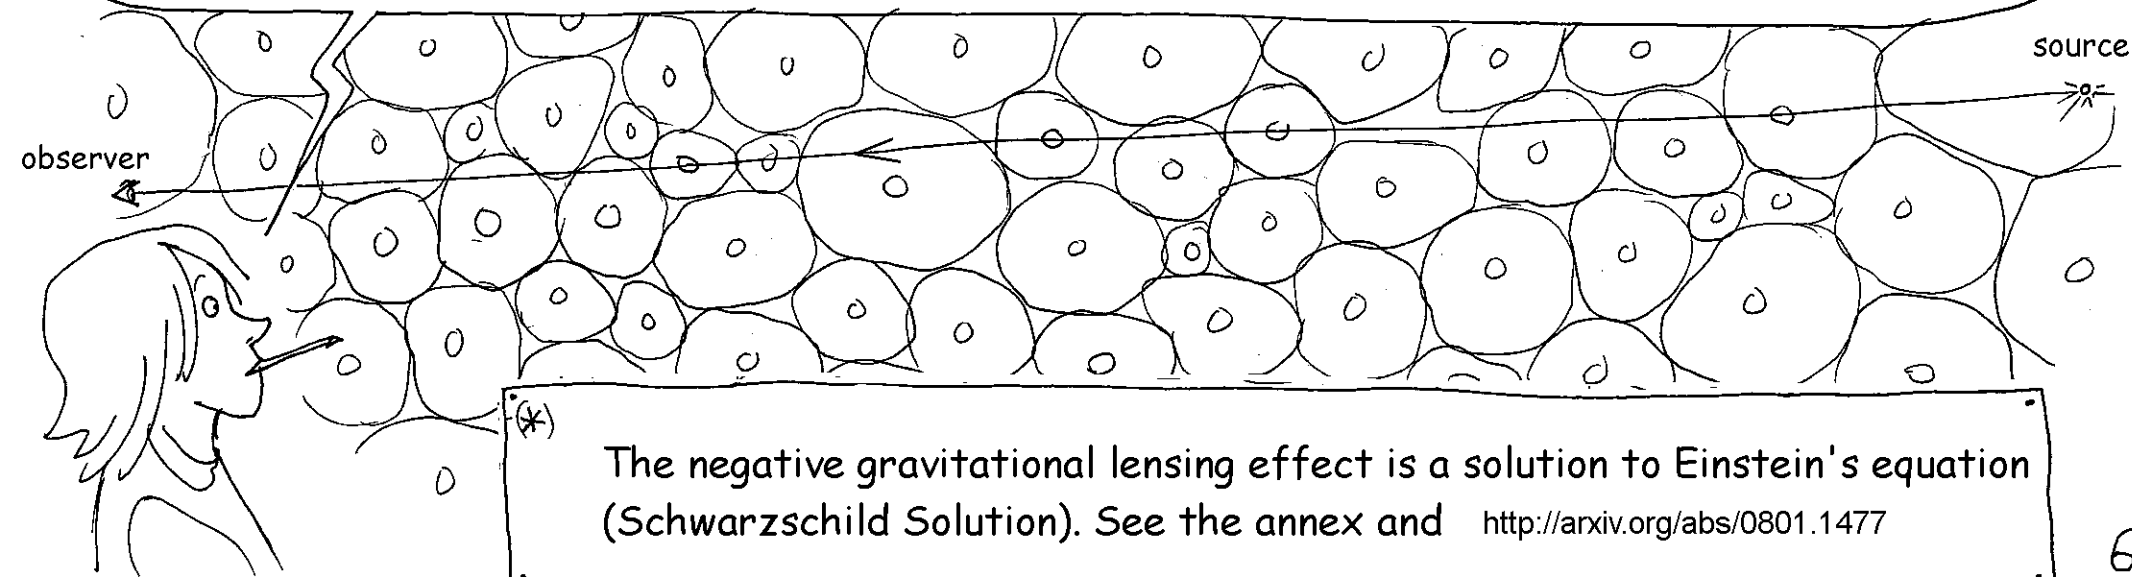 source
observer
(*)
The negative gravitational lensing effect is a solution to Einstein's equation
(Schwarzschild Solution). See the annex and http://arxiv.org/abs/0801.1477